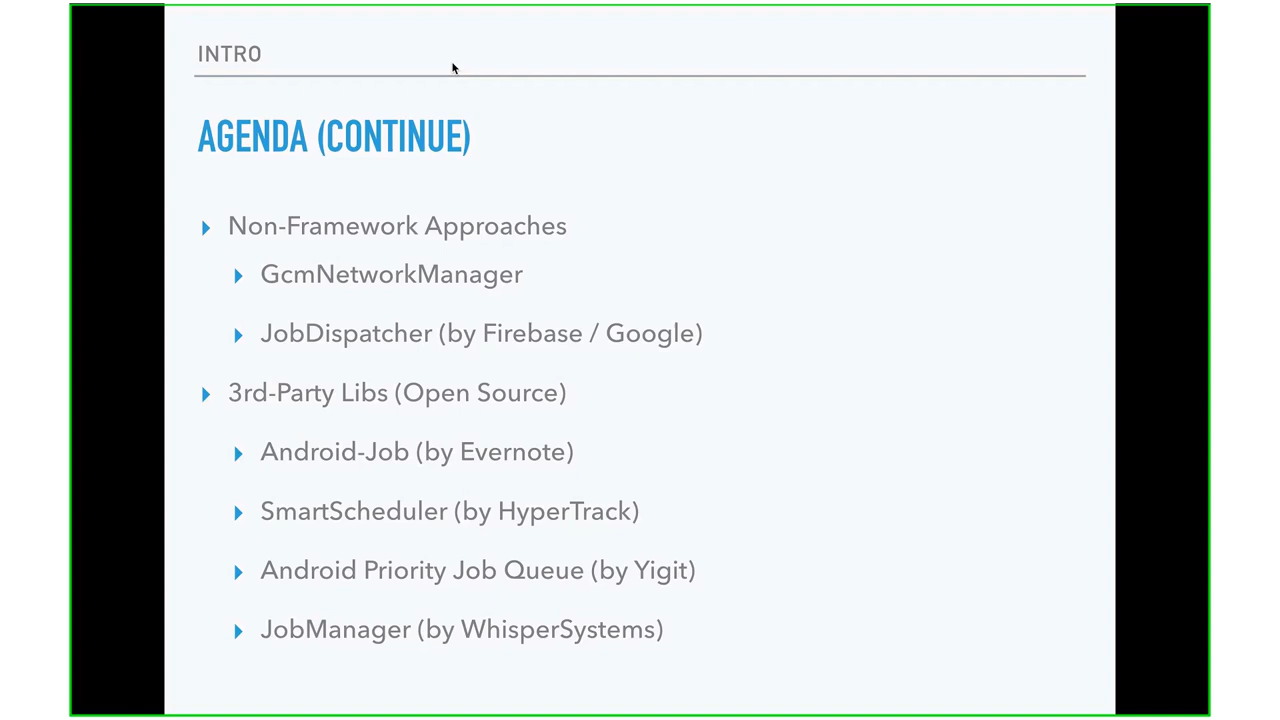 INTRO
AGENDA (CONTINUE)
Non-Framework Approaches
GcmNetworkManager
JobDispatcher (by Firebase / Google)
3rd-Party Libs (Open Source)
Android-Job (by Evernote)
SmartScheduler (by HyperTrack)
Android Priority Job Queue (by Yigit)
JobManager (by WhisperSystems)